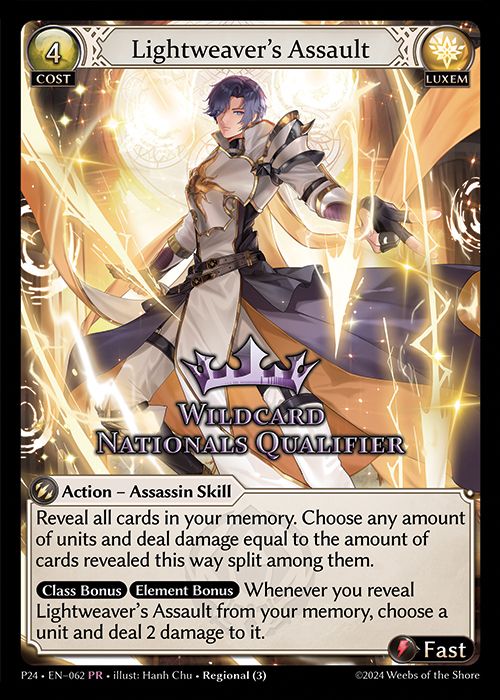 4
COST
Lightweaver's Assault
LUXEM
WILDCARD
NATIONALS QUALIFIER
Action – Assassin Skill
Reveal all cards in your memory. Choose any amount
of units and deal damage equal to the amount of
cards revealed this way split among them.
Class Bonus Element Bonus Whenever you reveal
Lightweaver's Assault from your memory, choose a
unit and deal 2 damage to it.
P24 • EN–062 PR • illust: Hanh Chu • Regional (3)
Fast
©2024 Weebs of the Shore